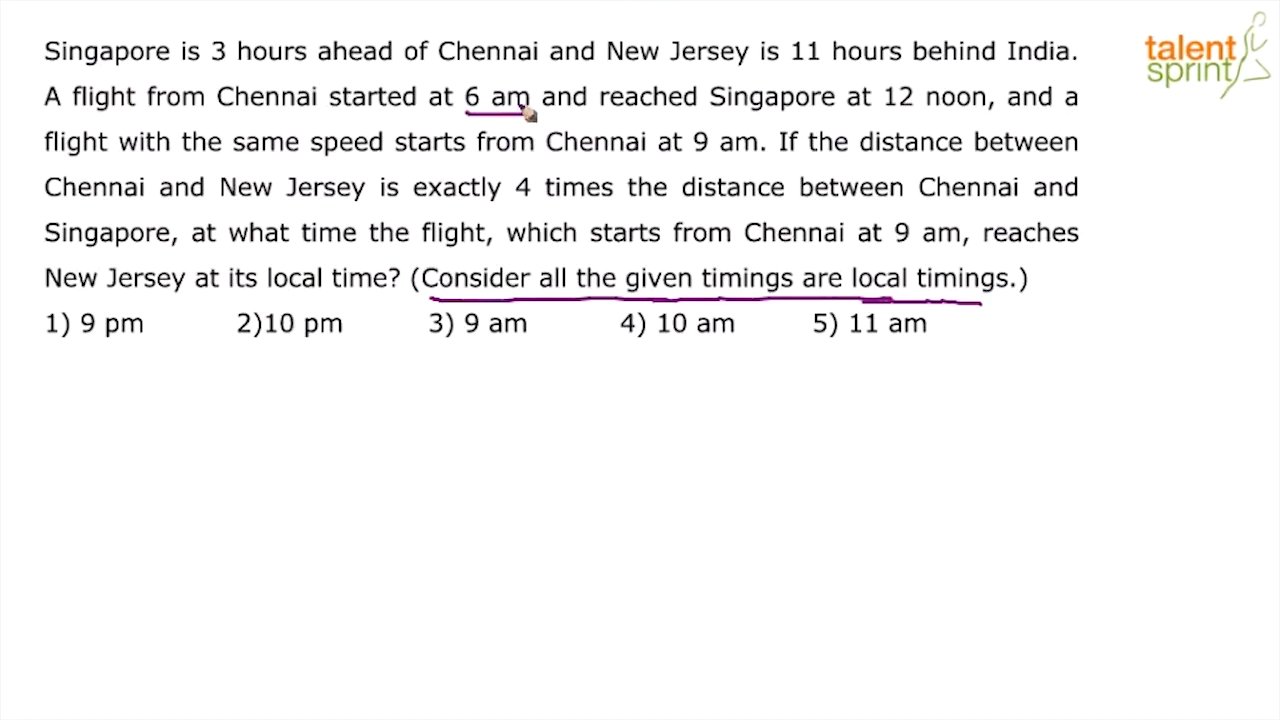 talent
sprint
Singapore is 3 hours ahead of Chennai and New Jersey is 11 hours behind India.
A flight from Chennai started at 6 am and reached Singapore at 12 noon, and a
flight with the same speed starts from Chennai at 9 am. If the distance between
Chennai and New Jersey is exactly 4 times the distance between Chennai and
Singapore, at what time the flight, which starts from Chennai at 9 am, reaches
New Jersey at its local time? (Consider all the given timings are local timings.)
1) 9 pm 2)10 pm 3) 9 am 4) 10 am 5) 11 am